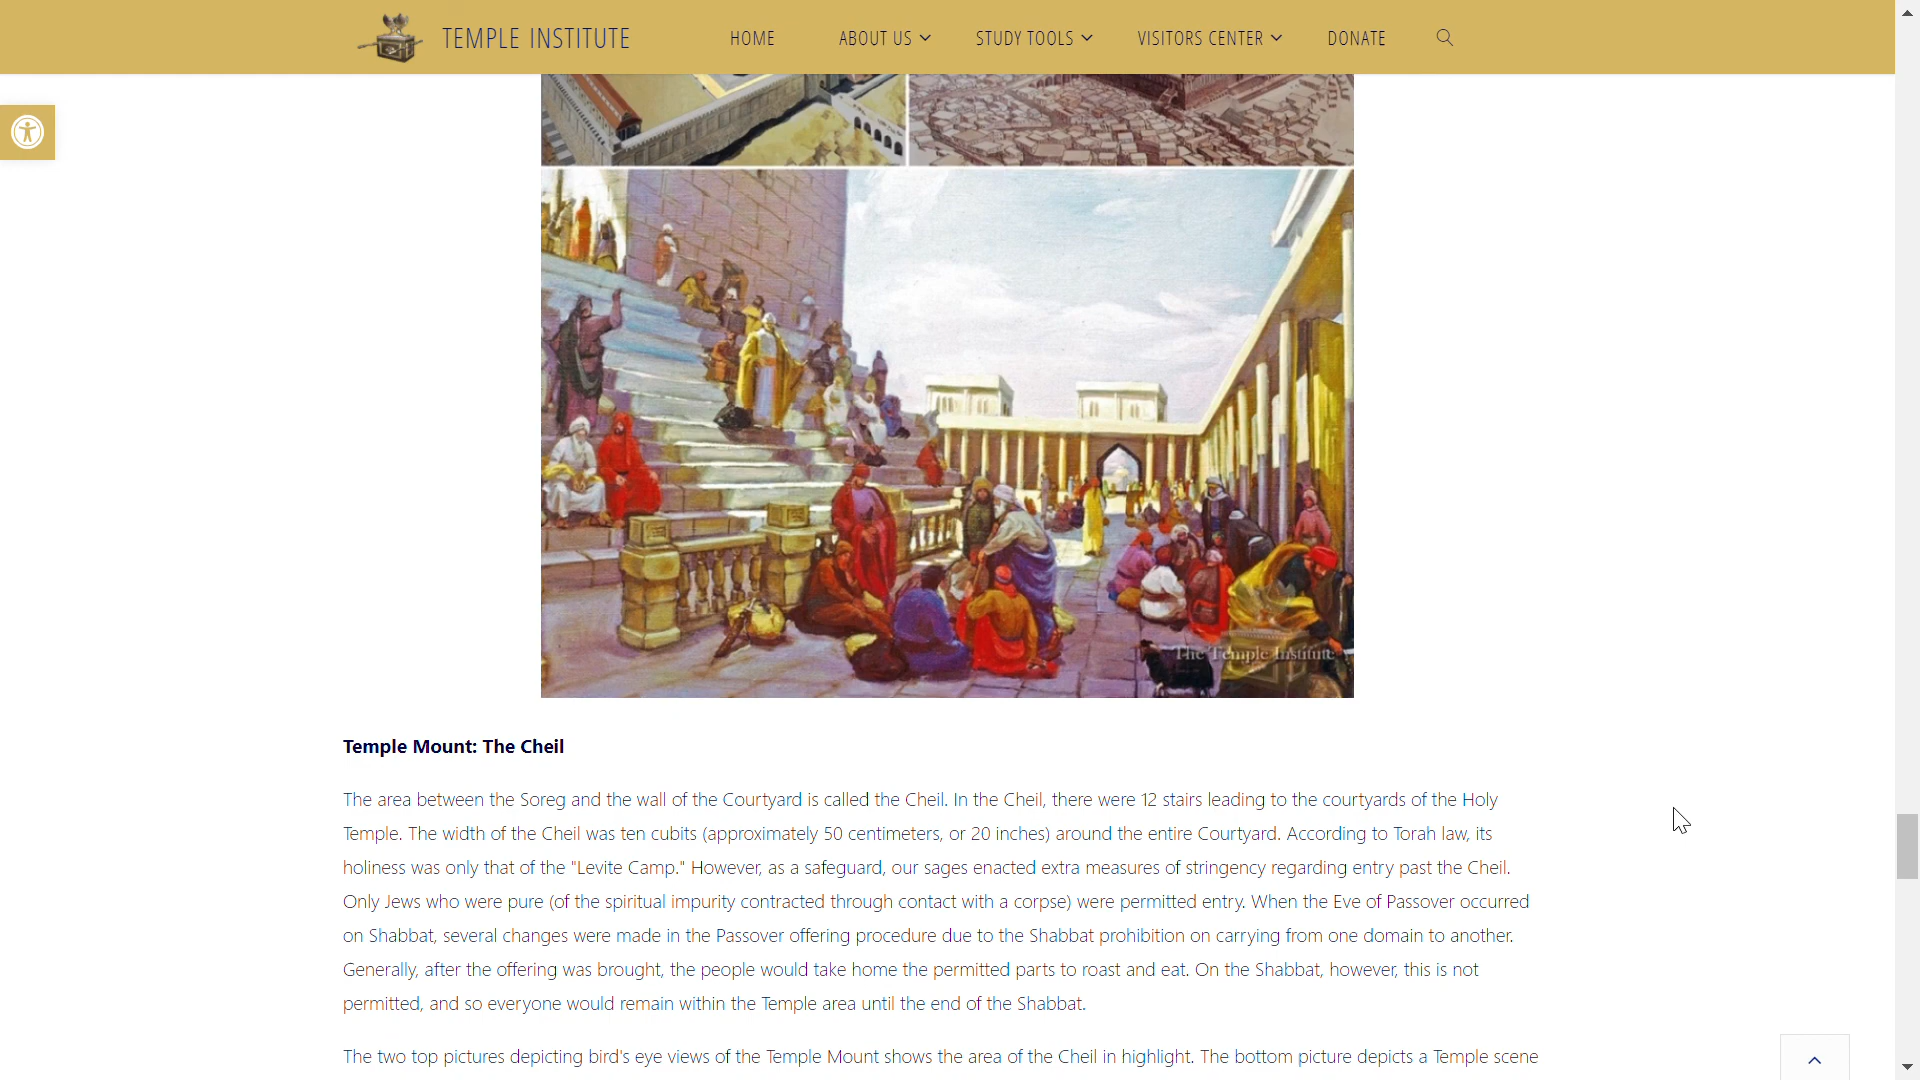 TEMPLE INSTITUTE
HOME
ABOUT US
STUDY TOOLS
VISITORS CENTER
DONATE
The Temple Institute
Temple Mount: The Cheil
The area between the Soreg and the wall of the Courtyard is called the Cheil. In the Cheil, there were 12 stairs leading to the courtyards of the Holy
Temple. The width of the Cheil was ten cubits (approximately 50 centimeters, or 20 inches) around the entire Courtyard. According to Torah law, its
holiness was only that of the "Levite Camp." However, as a safeguard, our sages enacted extra measures of stringency regarding entry past the Cheil.
Only Jews who were pure (of the spiritual impurity contracted through contact with a corpse) were permitted entry. When the Eve of Passover occurred
on Shabbat, several changes were made in the Passover offering procedure due to the Shabbat prohibition on carrying from one domain to another.
Generally, after the offering was brought, the people would take home the permitted parts to roast and eat. On the Shabbat, however, this is not
permitted, and so everyone would remain within the Temple area until the end of the Shabbat.
The two top pictures depicting bird's eye views of the Temple Mount shows the area of the Cheil in highlight. The bottom picture depicts a Temple scene